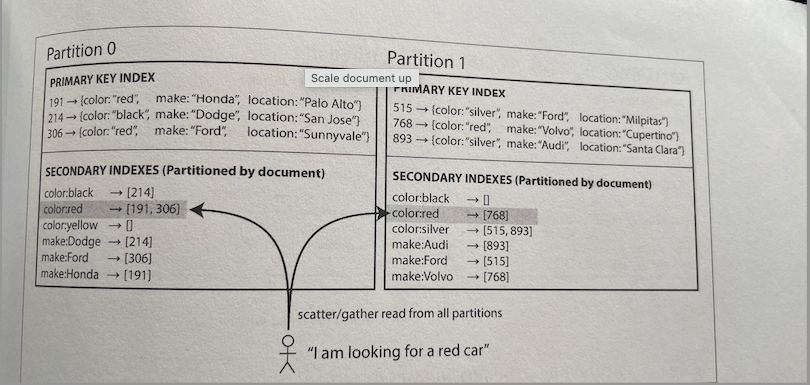 Partition 0
PRIMARY KEY INDEX
191 → {color: "red", make: "Honda", location: "Palo Alto"}
214 → {color: "black", make: "Dodge", location: "San Jose"}
306 → {color: "red", make: "Ford", location: "Sunnyvale"}
SECONDARY INDEXES (Partitioned by document)
color:black → [214]
color:red → [191, 306]
color:yellow → []
make:Dodge → [214]
make:Ford → [306]
make:Honda → [191]
Partition 1
Scale document up
PRIMARY KEY INDEX
515 → {color: "silver", make: "Ford", location: "Milpitas"}
768 → {color: "red", make: "Volvo", location: "Cupertino"}
893 → {color: "silver", make: "Audi", location: "Santa Clara"}
SECONDARY INDEXES (Partitioned by document)
color:black → []
color:red → [768]
color:silver → [515, 893]
make:Audi → [893]
make:Ford → [515]
make:Volvo → [768]
scatter/gather read from all partitions
"I am looking for a red car"